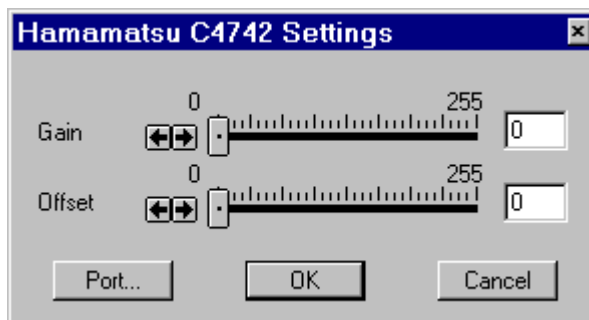 Hamamatsu C4742 Settings
0 255
Gain 0
0 255
Offset 0
Port... OK Cancel